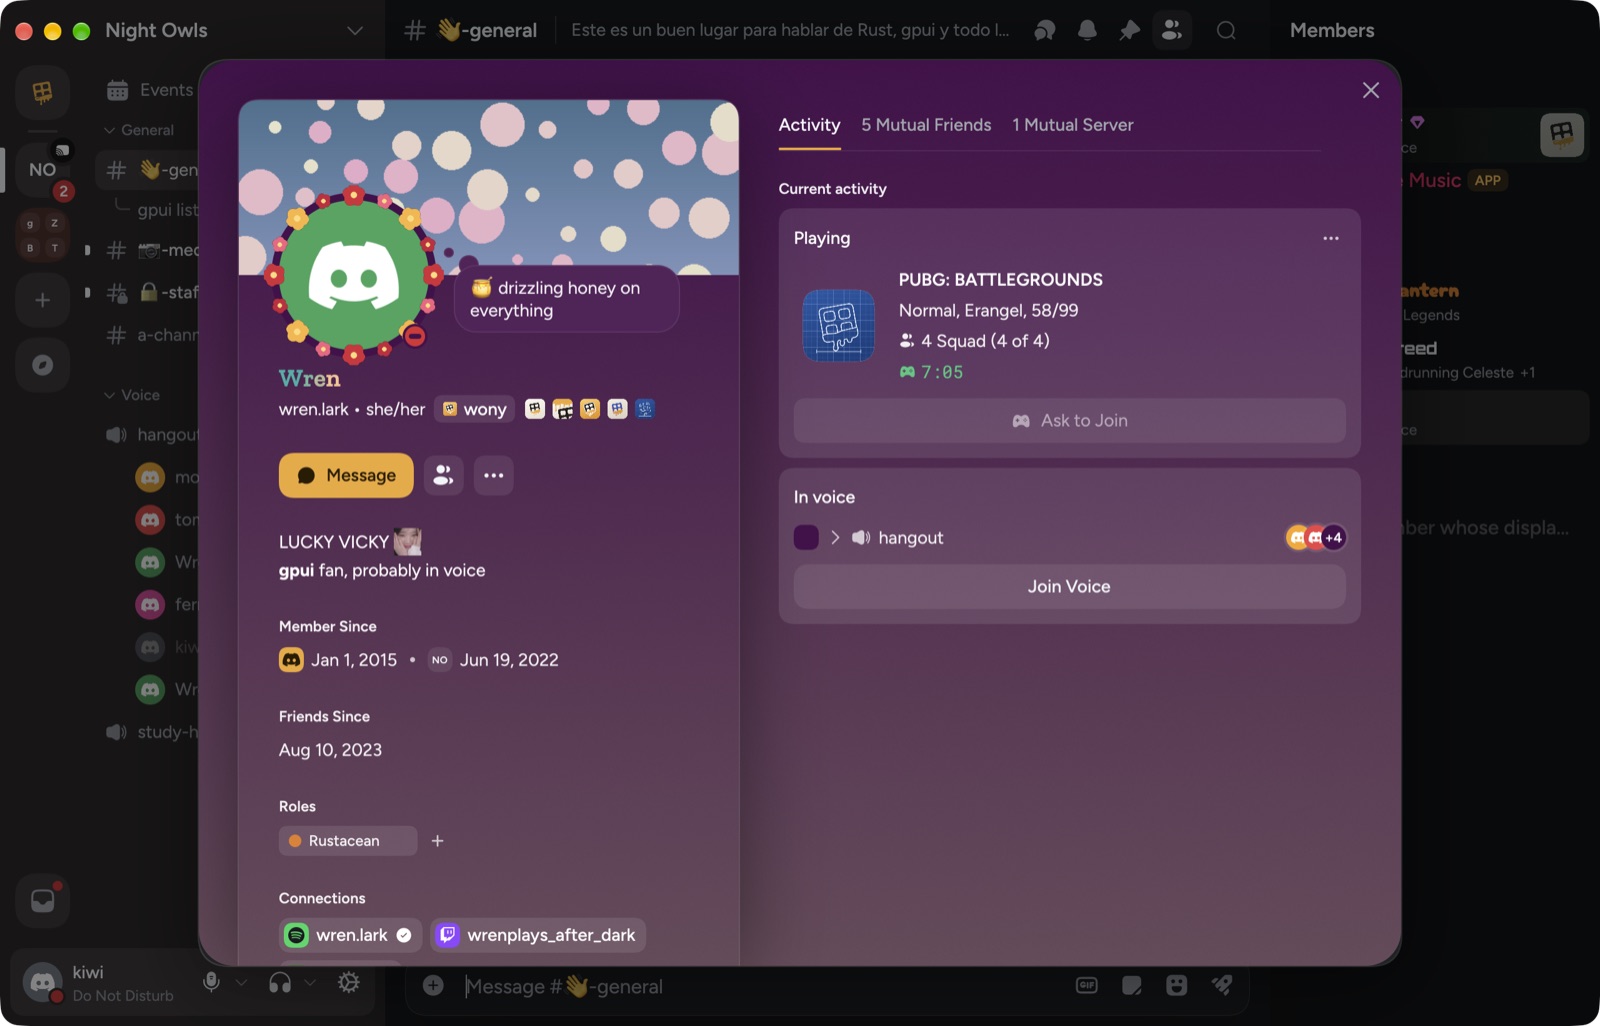 Night Owls
👋-general
Este es un buen lugar para hablar de Rust, gpui y todo l...
Members
Events
General
👋-gen
gpui list
-med
🔒-staf
a-chann
Voice
hangout
mo
tor
Wr
feri
kiw
Wr
study-h
NO
2
g Z
B T
kiwi
Do Not Disturb
drizzling honey on
everything
Wren
wren.lark • she/her wony
Message
LUCKY VICKY
gpui fan, probably in voice
Member Since
Jan 1, 2015 • NO Jun 19, 2022
Friends Since
Aug 10, 2023
Roles
Rustacean
Connections
wren.lark wrenplays_after_dark
Activity 5 Mutual Friends 1 Mutual Server
Current activity
Playing
PUBG: BATTLEGROUNDS
Normal, Erangel, 58/99
4 Squad (4 of 4)
7:05
Ask to Join
In voice
hangout
+4
Join Voice
ce
Music APP
antern
Legends
reed
drunning Celeste +1
ce
ber whose displa...
Message #👋-general
GIF